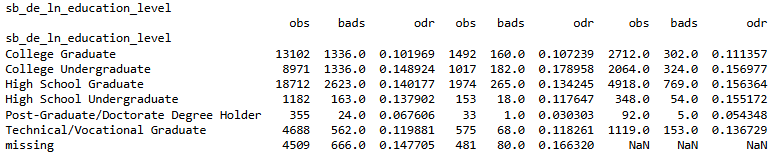 sb_de_ln_education_level
obs bads odr obs bads odr obs bads odr
sb_de_ln_education_level
College Graduate 13102 1336.0 0.101969 1492 160.0 0.107239 2712.0 302.0 0.111357
College Undergraduate 8971 1336.0 0.148924 1017 182.0 0.178958 2064.0 324.0 0.156977
High School Graduate 18712 2623.0 0.140177 1974 265.0 0.134245 4918.0 769.0 0.156364
High School Undergraduate 1182 163.0 0.137902 153 18.0 0.117647 348.0 54.0 0.155172
Post-Graduate/Doctorate Degree Holder 355 24.0 0.067606 33 1.0 0.030303 92.0 5.0 0.054348
Technical/Vocational Graduate 4688 562.0 0.119881 575 68.0 0.118261 1119.0 153.0 0.136729
missing 4509 666.0 0.147705 481 80.0 0.166320 NaN NaN NaN